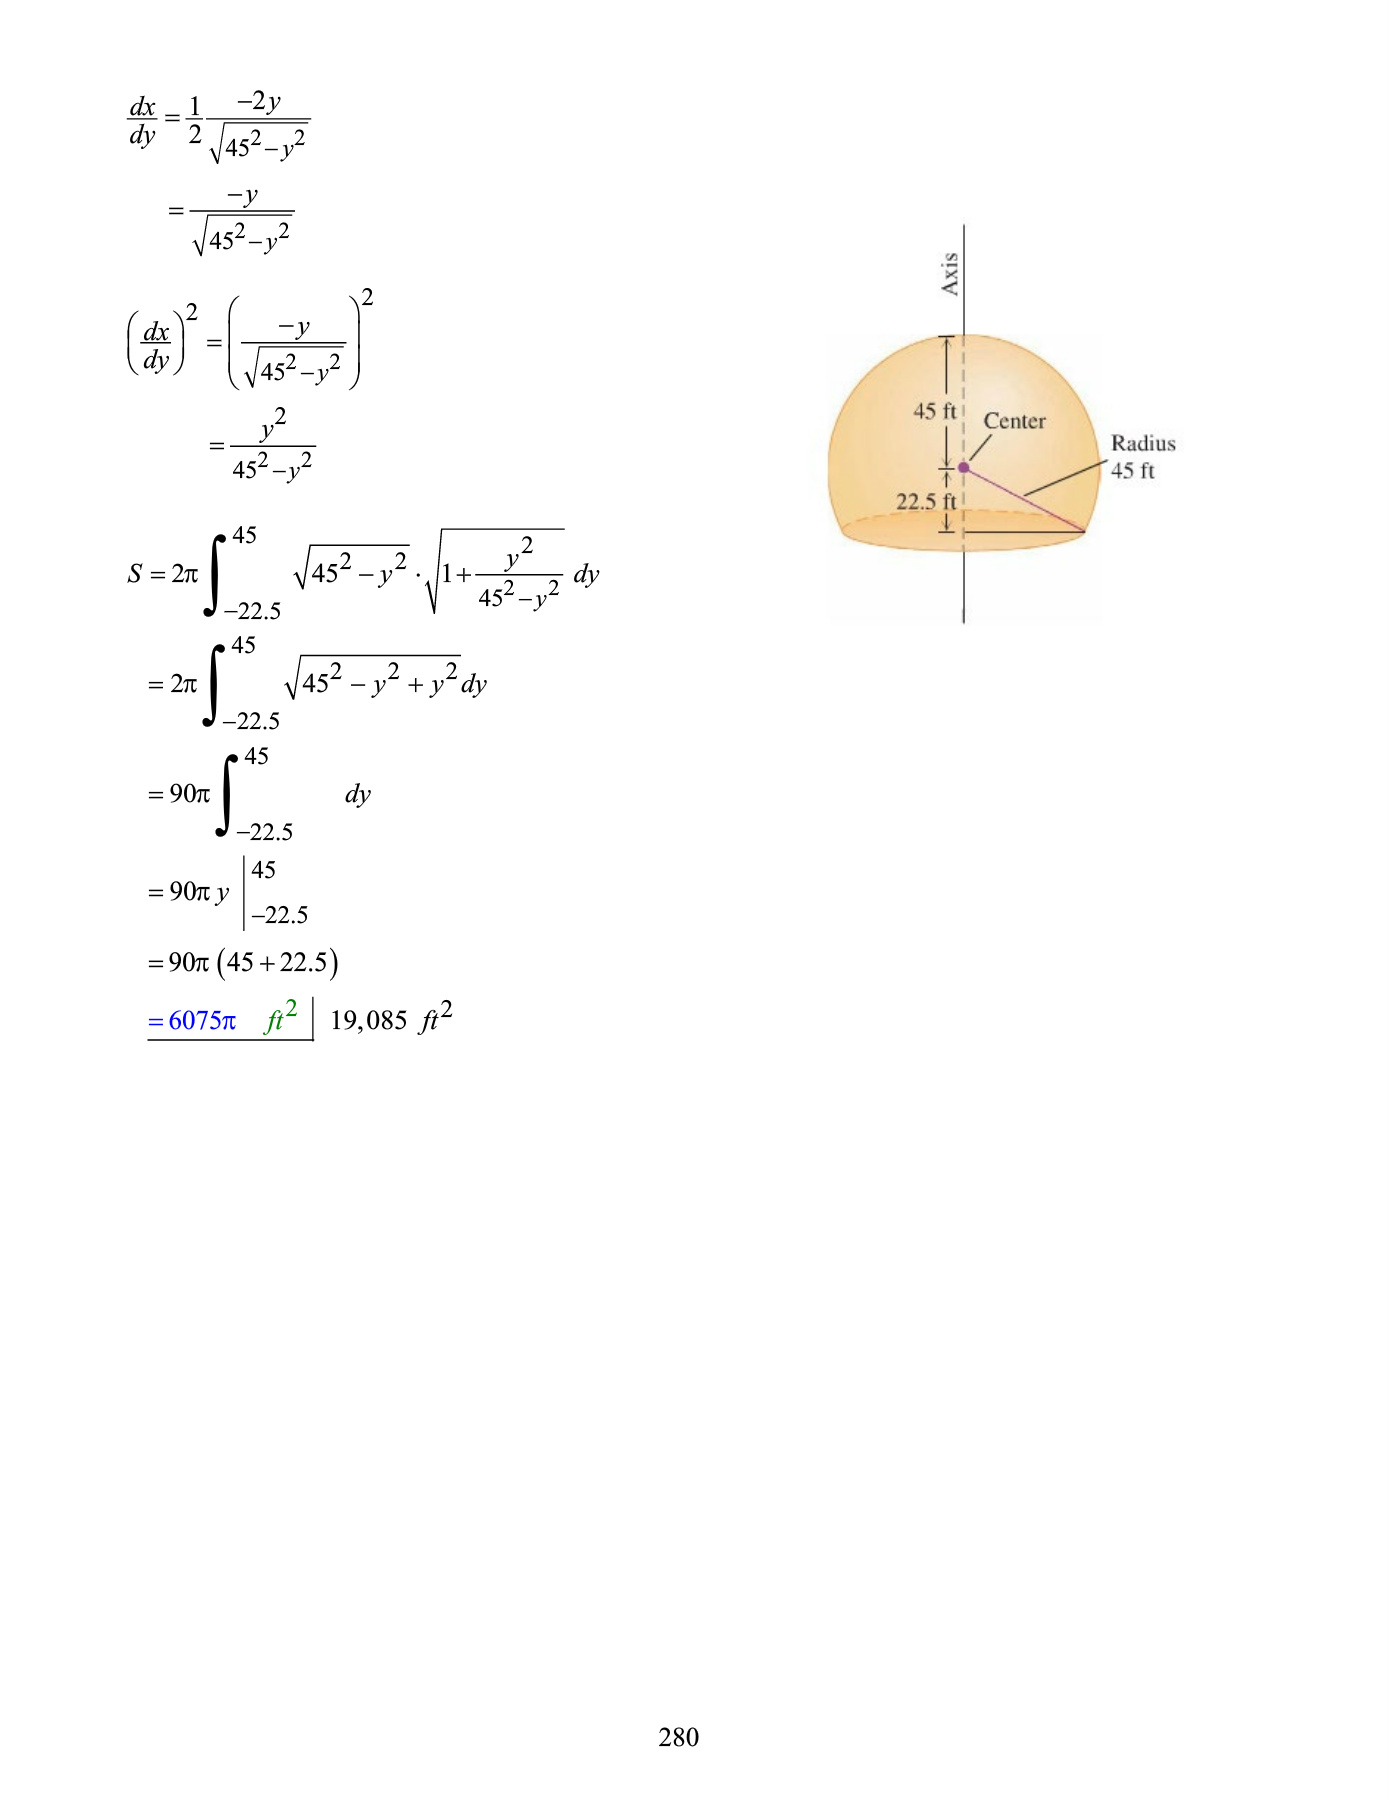 dx/dy = 1/2 · −2y/√(45² − y²)
= −y/√(45² − y²)
(dx/dy)² = (−y/√(45² − y²))²
= y²/(45² − y²)
S = 2π ∫_{−22.5}^{45} √(45² − y²) · √(1 + y²/(45² − y²)) dy
= 2π ∫_{−22.5}^{45} √(45² − y² + y²) dy
= 90π ∫_{−22.5}^{45} dy
= 90π y |_{−22.5}^{45}
= 90π (45 + 22.5)
= 6075π ft² | 19,085 ft²
Axis
45 ft
Center
Radius
45 ft
22.5 ft
280